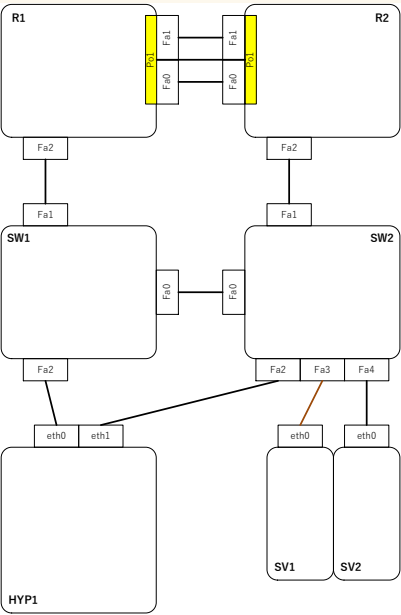 R1
R2
Fa1
Fa1
Po1
Po1
Fa0
Fa0
Fa2
Fa2
Fa1
Fa1
SW1
SW2
Fa0
Fa0
Fa2
Fa2
Fa3
Fa4
eth0
eth1
eth0
eth0
SV1
SV2
HYP1